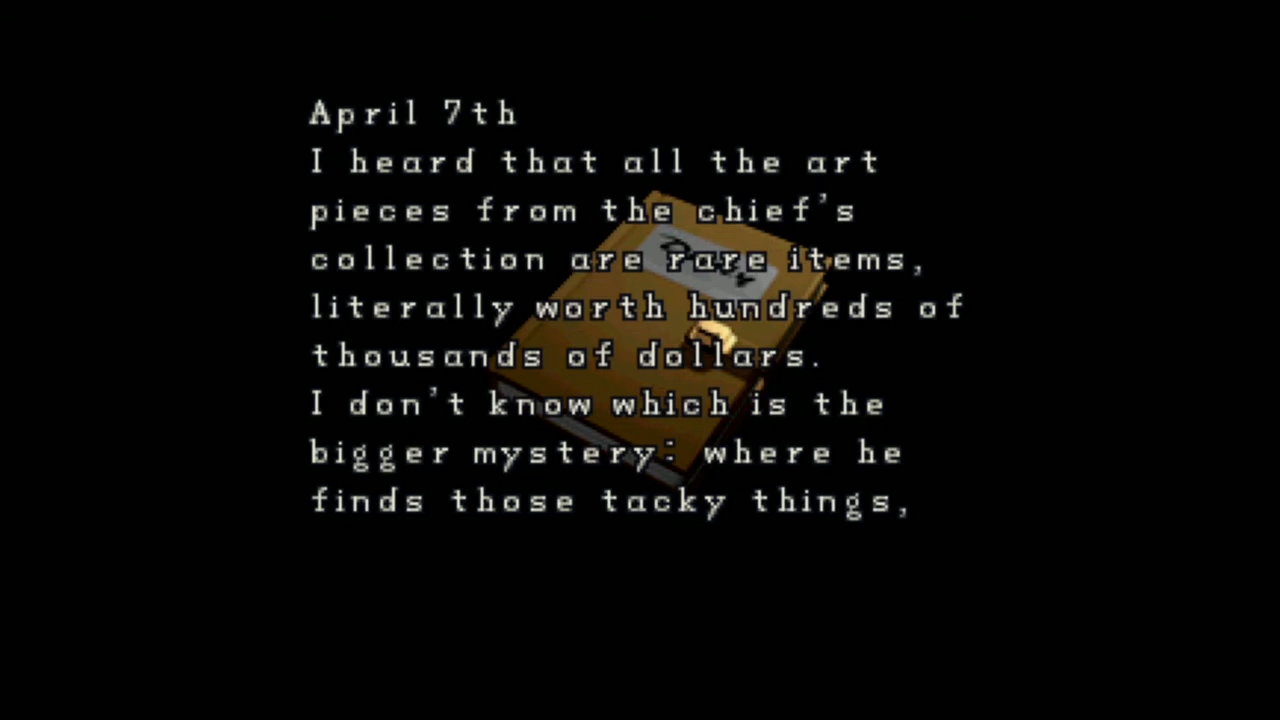 April 7th
I heard that all the art
pieces from the chief's
collection are rare items,
literally worth hundreds of
thousands of dollars.
I don't know which is the
bigger mystery: where he
finds those tacky things,
Diary